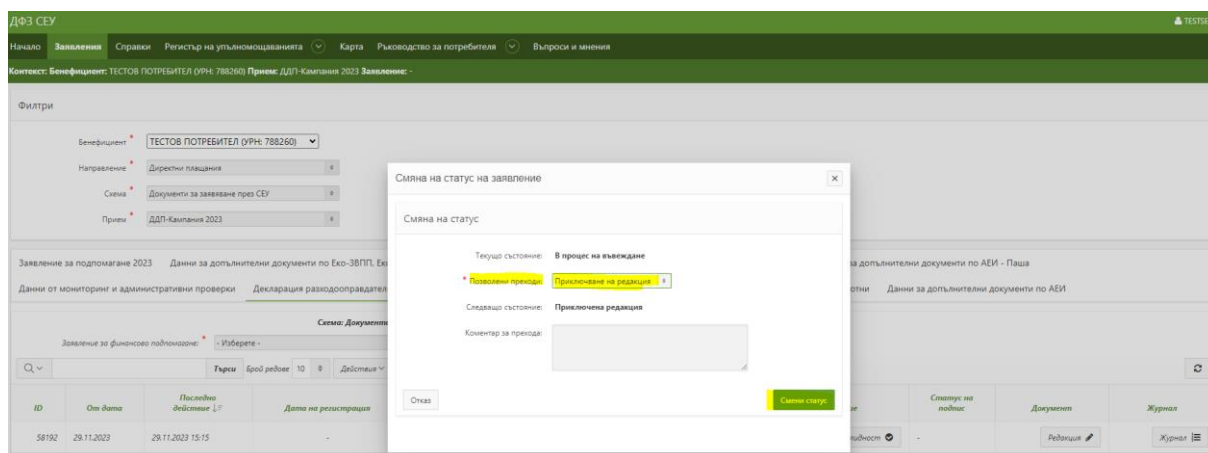 ДФЗ СЕУ
TESTSE
Начало Заявления Справки Регистър на упълномощаванията Карта Ръководство за потребителя Въпроси и мнения
Контекст: Бенефициент: ТЕСТОВ ПОТРЕБИТЕЛ (УРН: 788260) Прием: ДДП-Кампания 2023 Заявление: -
Филтри
Бенефициент * ТЕСТОВ ПОТРЕБИТЕЛ (УРН: 788260)
Направление * Директни плащания
Схема * Документи за заявяване през СЕУ
Прием * ДДП-Кампания 2023
Смяна на статус на заявление
Смяна на статус
Текущо състояние: В процес на въвеждане
* Позволени преходи: Приключване на редакция
Следващо състояние: Приключена редакция
Коментар за прехода:
Отказ Смени статус
Заявление за подпомагане 2023 Данни за допълнителни документи по Еко-ЗВПП. Ек за допълнителни документи по АЕИ - Паша
Данни от мониторинг и административни проверки Декларация разходооправдател отни Данни за допълнителни документи по АЕИ
Схема: Документи
Заявление за финансово подпомагане: * - Изберете -
Търси Брой редове 10 Действия
ID От дата Последно действие Дата на регистрация Статус на подпис Документ Журнал
58192 29.11.2023 29.11.2023 15:15 - лидност - Редакция Журнал